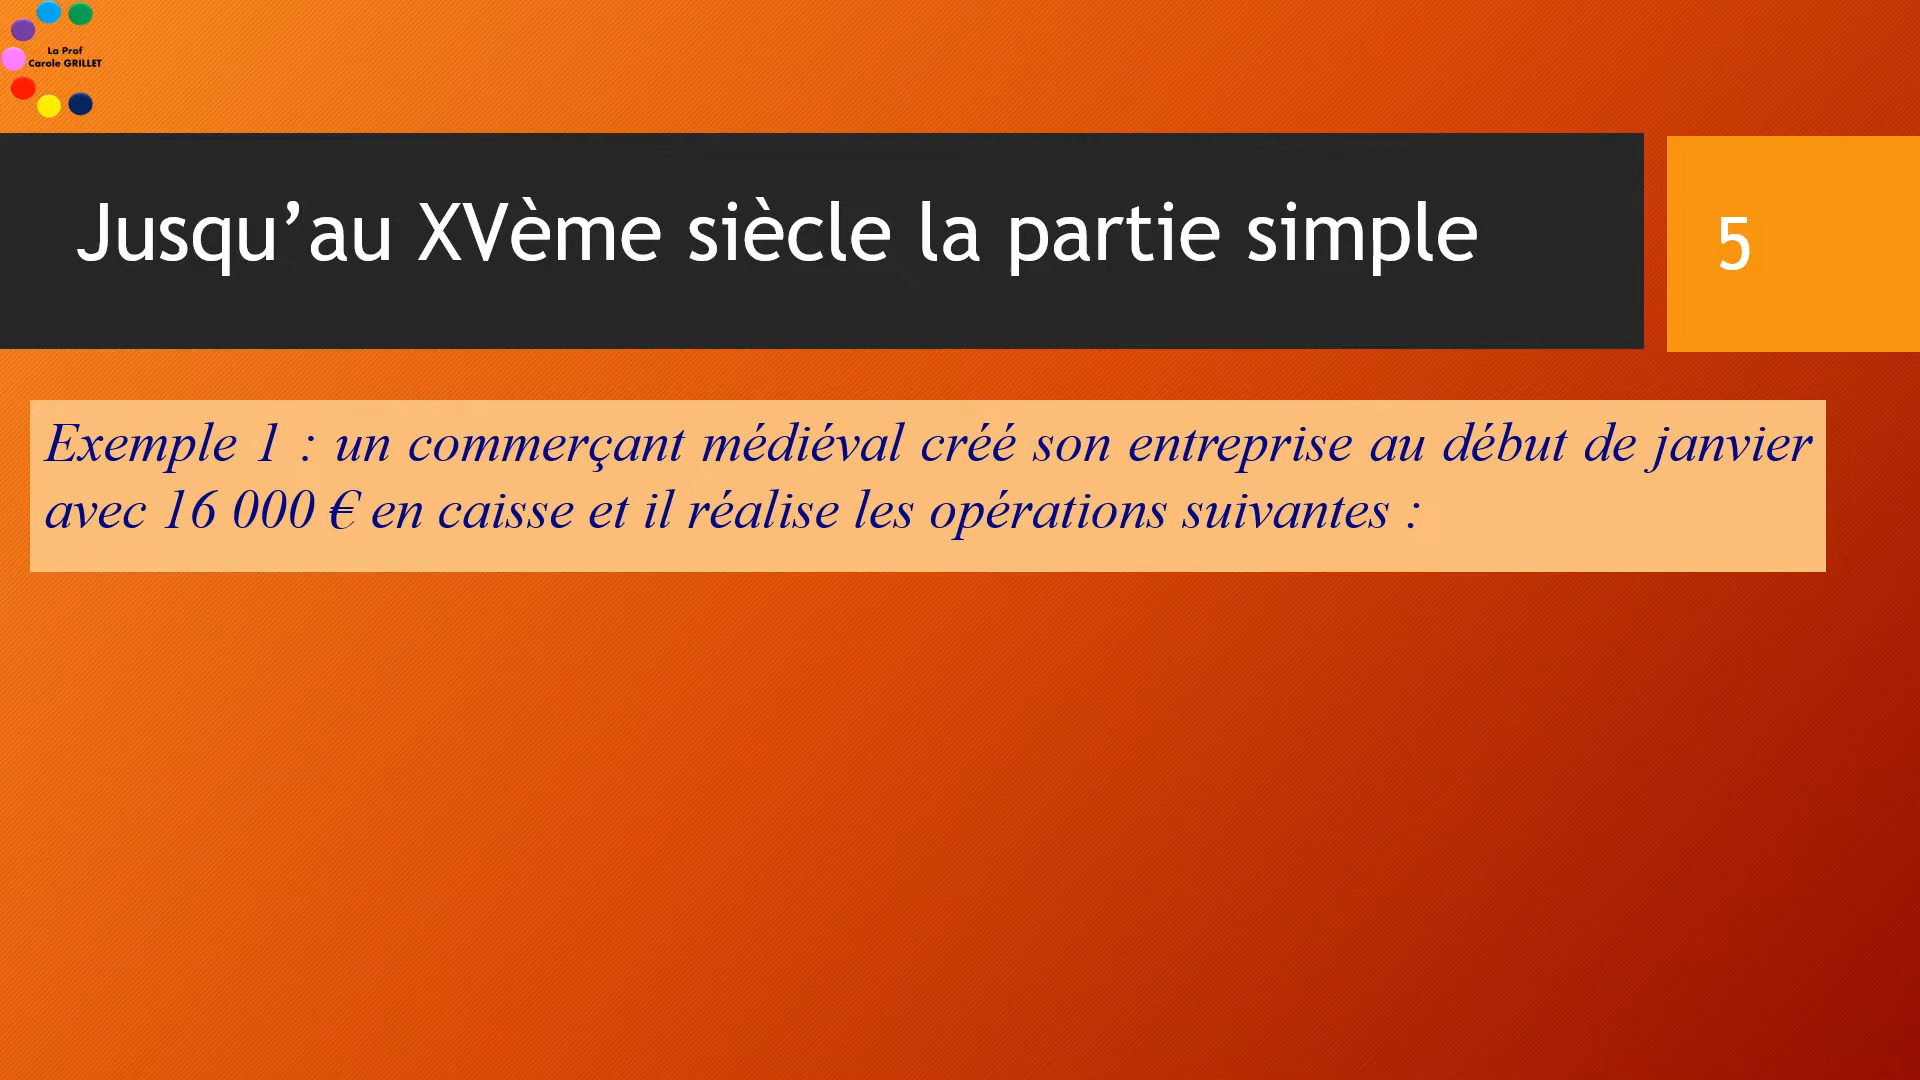 La Prof
Carole GRILLET
Jusqu’au XVème siècle la partie simple
5
Exemple 1 : un commerçant médiéval créé son entreprise au début de janvier
avec 16 000 € en caisse et il réalise les opérations suivantes :